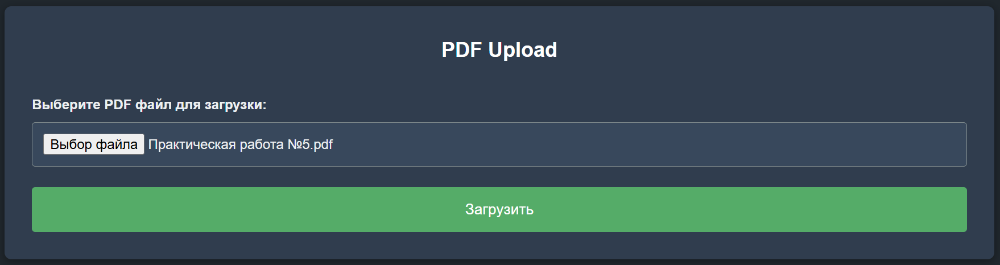 PDF Upload
Выберите PDF файл для загрузки:
Выбор файла Практическая работа №5.pdf
Загрузить